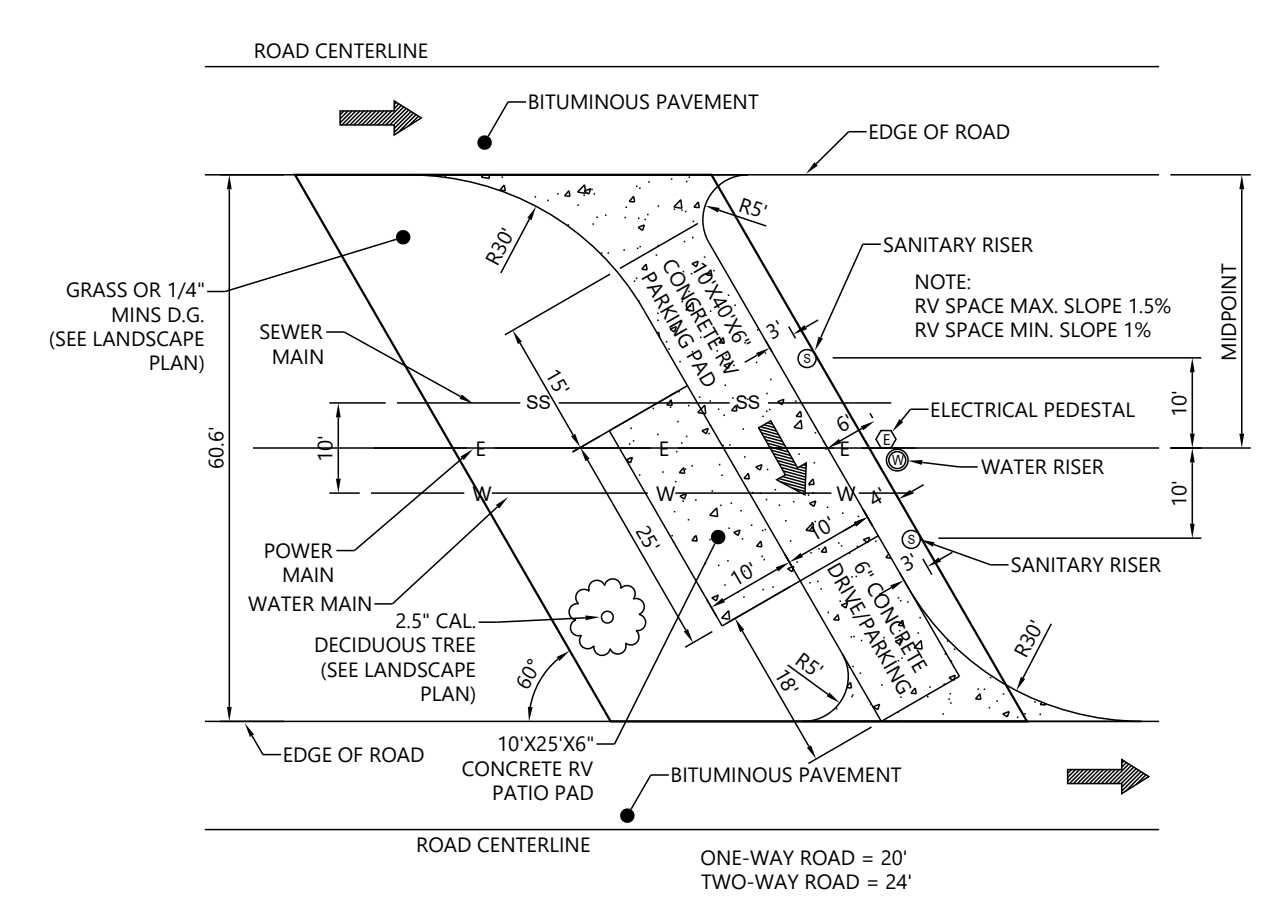 ROAD CENTERLINE
BITUMINOUS PAVEMENT
EDGE OF ROAD
R5'
R30'
SANITARY RISER
GRASS OR 1/4"
MINS D.G.
(SEE LANDSCAPE
PLAN)
NOTE:
RV SPACE MAX. SLOPE 1.5%
RV SPACE MIN. SLOPE 1%
MIDPOINT
10'X40'X6"
CONCRETE RV
PARKING PAD
3'
S
SEWER
MAIN
15'
SS
SS
10'
60.6'
10'
6'
ELECTRICAL PEDESTAL
E
E
E
E
W
WATER RISER
W
W
W
4'
10'
25'
10'
10'
S
SANITARY RISER
3'
POWER
MAIN
WATER MAIN
6" CONCRETE
DRIVE/PARKING
2.5" CAL.
DECIDUOUS TREE
(SEE LANDSCAPE
PLAN)
60°
R5'
18'
R30'
EDGE OF ROAD
10'X25'X6"
CONCRETE RV
PATIO PAD
BITUMINOUS PAVEMENT
ROAD CENTERLINE
ONE-WAY ROAD = 20'
TWO-WAY ROAD = 24'